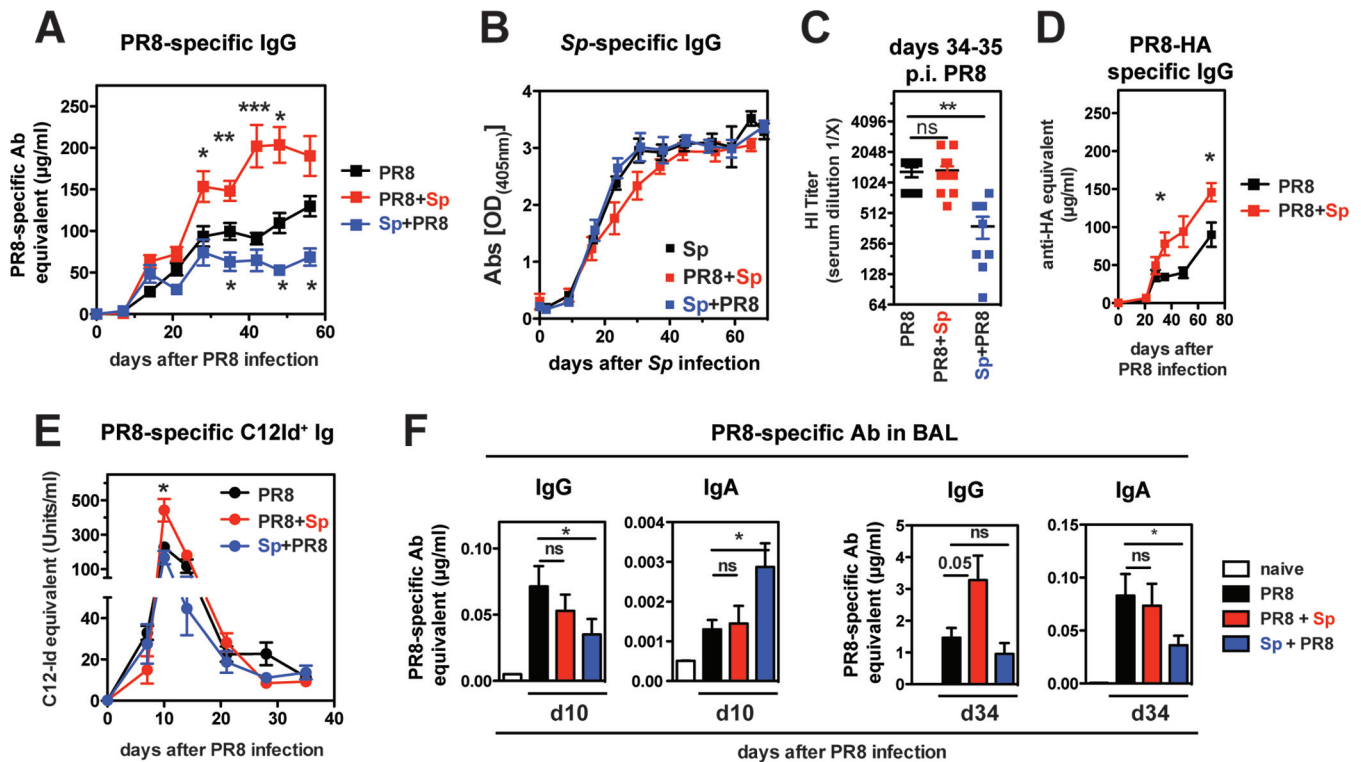 A
PR8-specific IgG
PR8-specific Ab
equivalent (µg/ml)
250
200
150
100
50
0
*
**
***
*
*
*
*
0
20
40
60
days after PR8 infection
PR8
PR8+Sp
Sp+PR8
B
Sp-specific IgG
Abs [OD(405nm)]
4
3
2
1
0
Sp
PR8+Sp
Sp+PR8
0
20
40
60
days after Sp infection
C
days 34-35
p.i. PR8
HI Titer
(serum dilution 1/X)
4096
2048
1024
512
256
128
64
**
ns
PR8
PR8+Sp
Sp+PR8
D
PR8-HA
specific IgG
anti-HA equivalent
(µg/ml)
250
200
150
100
50
0
*
*
0
20
40
60
80
days after
PR8 infection
PR8
PR8+Sp
E
PR8-specific C12Id⁺ Ig
C12-Id equivalent (Units/ml)
500
300
100
40
20
0
*
PR8
PR8+Sp
Sp+PR8
0
10
20
30
40
days after PR8 infection
F
PR8-specific Ab in BAL
IgG
PR8-specific Ab
equivalent (µg/ml)
0.10
0.05
0.00
*
ns
d10
IgA
0.004
0.003
0.002
0.001
0.000
*
ns
d10
IgG
PR8-specific Ab
equivalent (µg/ml)
5
4
3
2
1
0
ns
0.05
d34
IgA
0.15
0.10
0.05
0.00
*
ns
d34
days after PR8 infection
naive
PR8
PR8 + Sp
Sp + PR8